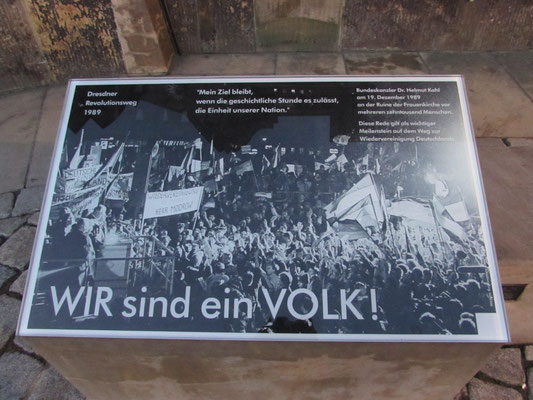 Dresdner
Revolutionsweg
1989
"Mein Ziel bleibt,
wenn die geschichtliche Stunde es zulässt,
die Einheit unserer Nation."
Bundeskanzler Dr. Helmut Kohl
am 19. Dezember 1989
an der Ruine der Frauenkirche vor
mehreren zehntausend Menschen.
Diese Rede gilt als wichtiger
Meilenstein auf dem Weg zur
Wiedervereinigung Deutschlands.
WIR sind ein VOLK!